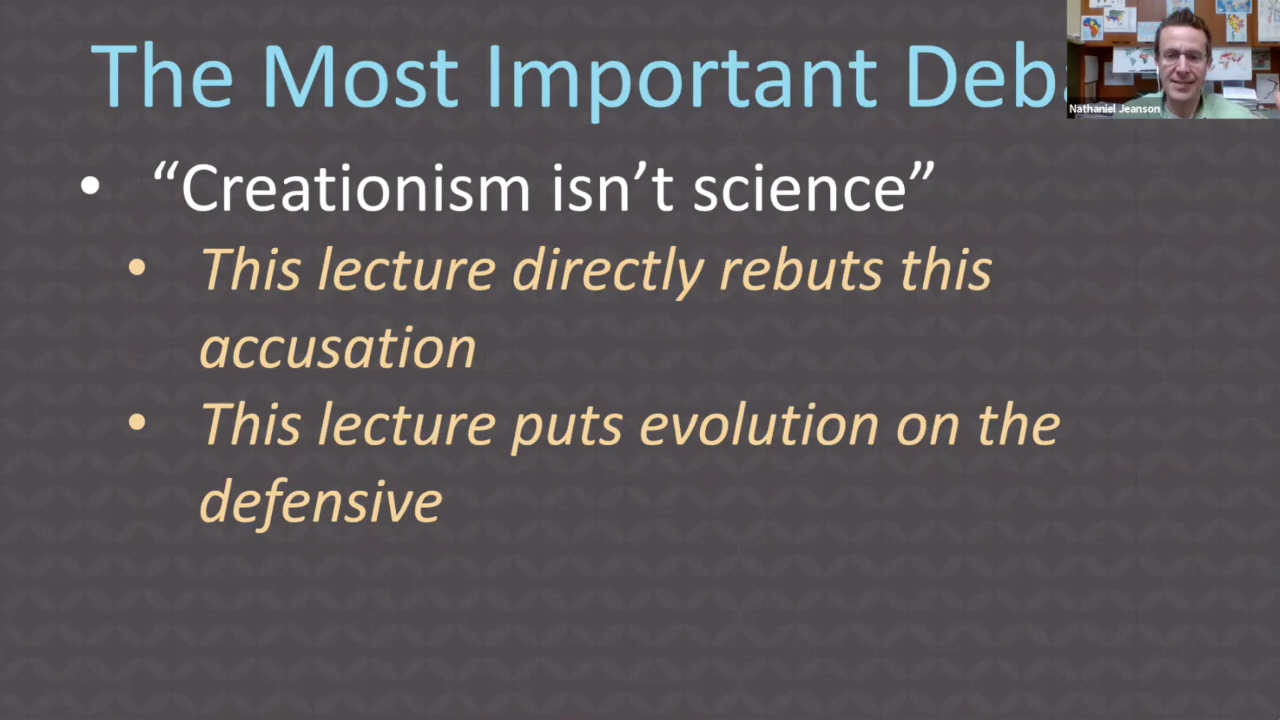 The Most Important Deb
Nathaniel Jeanson
• “Creationism isn’t science”
• This lecture directly rebuts this
accusation
• This lecture puts evolution on the
defensive